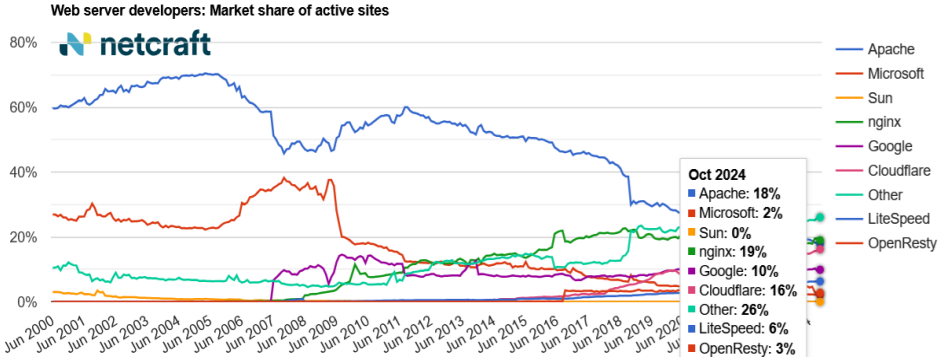 Web server developers: Market share of active sites
netcraft
80%
60%
40%
20%
0%
Apache
Microsoft
Sun
nginx
Google
Cloudflare
Other
LiteSpeed
OpenResty
Oct 2024
Apache: 18%
Microsoft: 2%
Sun: 0%
nginx: 19%
Google: 10%
Cloudflare: 16%
Other: 26%
LiteSpeed: 6%
OpenResty: 3%
Jun 2000
Jun 2001
Jun 2002
Jun 2003
Jun 2004
Jun 2005
Jun 2006
Jun 2007
Jun 2008
Jun 2009
Jun 2010
Jun 2011
Jun 2012
Jun 2013
Jun 2014
Jun 2015
Jun 2016
Jun 2017
Jun 2018
Jun 2019